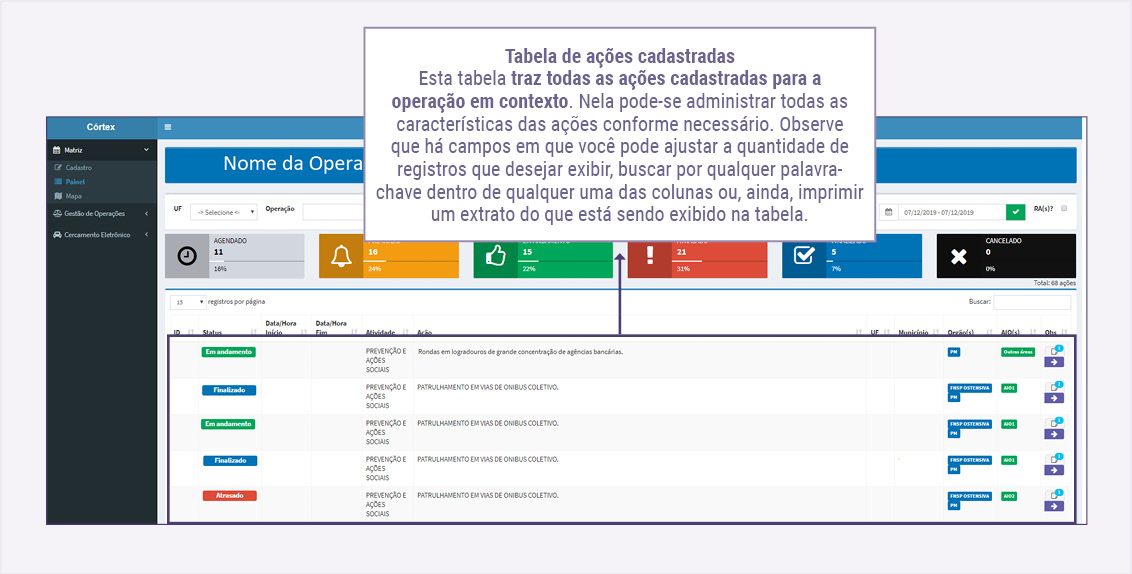 Tabela de ações cadastradas
Esta tabela traz todas as ações cadastradas para a
operação em contexto. Nela pode-se administrar todas as
características das ações conforme necessário. Observe
que há campos em que você pode ajustar a quantidade de
registros que desejar exibir, buscar por qualquer palavra-
chave dentro de qualquer uma das colunas ou, ainda, imprimir
um extrato do que está sendo exibido na tabela.
Córtex
Matriz
Cadastro
Painel
Mapa
Gestão de Operações
Cercamento Eletrônico
Nome da Opera
UF
-> Selecione <-
Operação
07/12/2019 - 07/12/2019
RA(s)?
AGENDADO
11
16%
16
24%
15
22%
21
31%
5
7%
CANCELADO
0
0%
Total: 68 ações
15
registros por página
Buscar:
ID
Status
Data/Hora
Início
Data/Hora
Fim
Atividade
Ação
UF
Município
Orgão(s)
AIO(s)
Obs
Em andamento
PREVENÇÃO E
AÇÕES
SOCIAIS
Rondas em logradouros de grande concentração de agências bancárias.
PM
Outras áreas
1
Finalizado
PREVENÇÃO E
AÇÕES
SOCIAIS
PATRULHAMENTO EM VIAS DE ONIBUS COLETIVO.
FNSP OSTENSIVA
PM
AIO1
1
Em andamento
PREVENÇÃO E
AÇÕES
SOCIAIS
PATRULHAMENTO EM VIAS DE ONIBUS COLETIVO.
FNSP OSTENSIVA
PM
AIO1
1
Finalizado
PREVENÇÃO E
AÇÕES
SOCIAIS
PATRULHAMENTO EM VIAS DE ONIBUS COLETIVO.
FNSP OSTENSIVA
PM
AIO1
1
Atrasado
PREVENÇÃO E
AÇÕES
SOCIAIS
PATRULHAMENTO EM VIAS DE ONIBUS COLETIVO.
FNSP OSTENSIVA
PM
AIO2
1